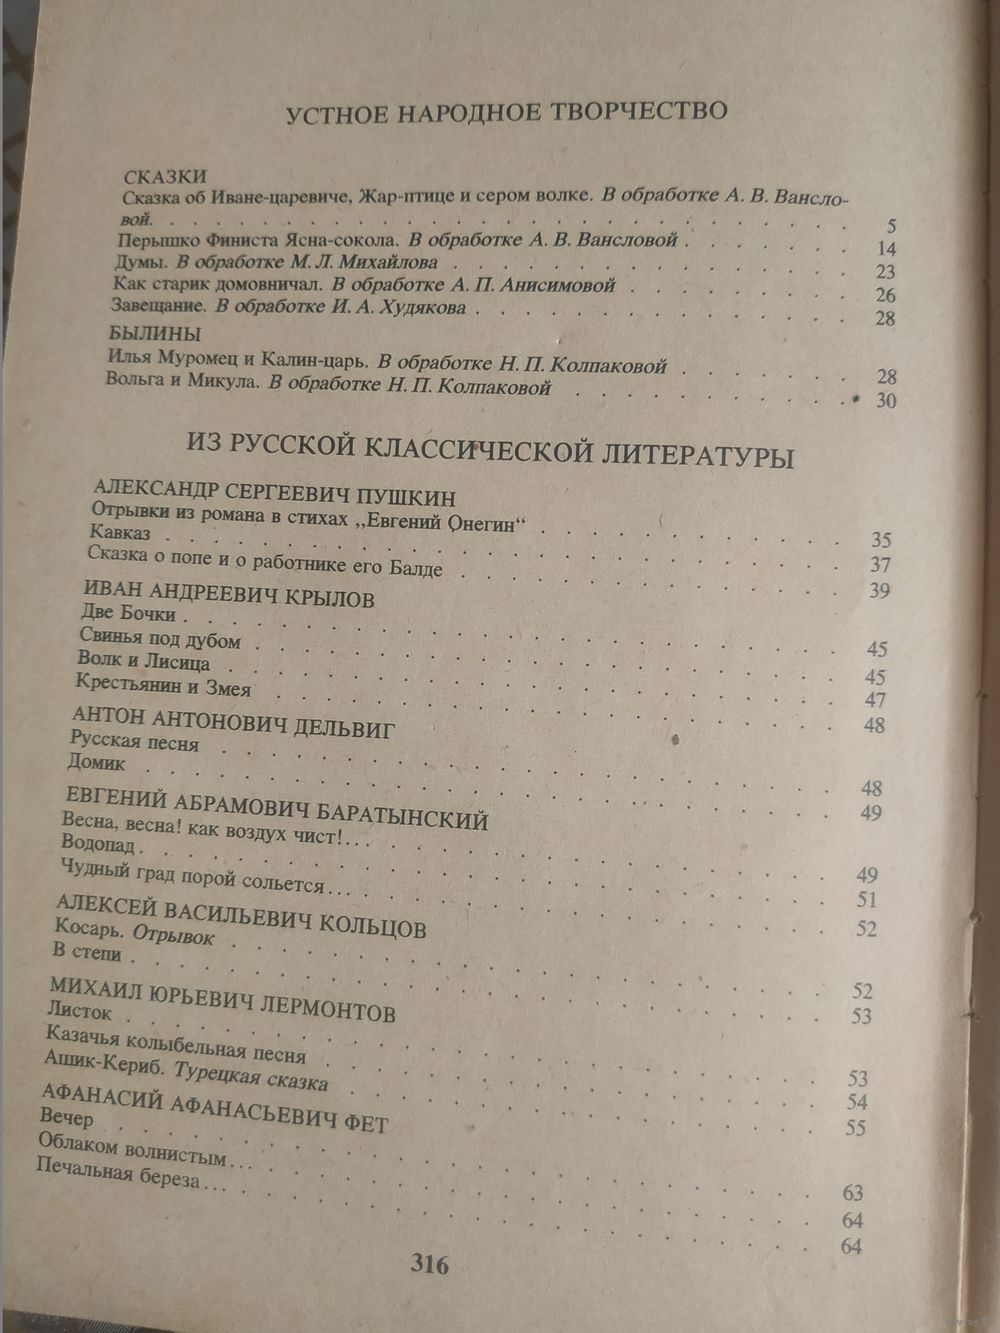 УСТНОЕ НАРОДНОЕ ТВОРЧЕСТВО
СКАЗКИ
Сказка об Иване-царевиче, Жар-птице и сером волке. В обработке А. В. Вансло-
вой. . . . . . . . . . . . . . . . . . . . . . . 5
Перышко Финиста Ясна-сокола. В обработке А. В. Вансловой . . . . . . 14
Думы. В обработке М. Л. Михайлова . . . . . . . . . . . . 23
Как старик домовничал. В обработке А. П. Анисимовой . . . . . . . 26
Завещание. В обработке И. А. Худякова . . . . . . . . . . . 28
БЫЛИНЫ
Илья Муромец и Калин-царь. В обработке Н. П. Колпаковой . . . . . . 28
Вольга и Микула. В обработке Н. П. Колпаковой . . . . . . . . . 30
ИЗ РУССКОЙ КЛАССИЧЕСКОЙ ЛИТЕРАТУРЫ
АЛЕКСАНДР СЕРГЕЕВИЧ ПУШКИН
Отрывки из романа в стихах „Евгений Онегин“ . . . . . . . . . 35
Кавказ . . . . . . . . . . . . . . . . . . . . . 37
Сказка о попе и о работнике его Балде . . . . . . . . . . . . 39
ИВАН АНДРЕЕВИЧ КРЫЛОВ
Две Бочки . . . . . . . . . . . . . . . . . . . . 45
Свинья под дубом . . . . . . . . . . . . . . . . . . 45
Волк и Лисица . . . . . . . . . . . . . . . . . . . 47
Крестьянин и Змея . . . . . . . . . . . . . . . . . 48
АНТОН АНТОНОВИЧ ДЕЛЬВИГ
Русская песня . . . . . . . . . . . . . . . . . . . 48
Домик . . . . . . . . . . . . . . . . . . . . . 49
ЕВГЕНИЙ АБРАМОВИЧ БАРАТЫНСКИЙ
Весна, весна! как воздух чист!... . . . . . . . . . . . . . . 49
Водопад . . . . . . . . . . . . . . . . . . . . . 51
Чудный град порой сольется... . . . . . . . . . . . . . . 52
АЛЕКСЕЙ ВАСИЛЬЕВИЧ КОЛЬЦОВ
Косарь. Отрывок . . . . . . . . . . . . . . . . . . 52
В степи . . . . . . . . . . . . . . . . . . . . . 53
МИХАИЛ ЮРЬЕВИЧ ЛЕРМОНТОВ
Листок . . . . . . . . . . . . . . . . . . . . . 53
Казачья колыбельная песня . . . . . . . . . . . . . . . 54
Ашик-Кериб. Турецкая сказка . . . . . . . . . . . . . . 55
АФАНАСИЙ АФАНАСЬЕВИЧ ФЕТ
Вечер . . . . . . . . . . . . . . . . . . . . . 63
Облаком волнистым... . . . . . . . . . . . . . . . . 64
Печальная береза... . . . . . . . . . . . . . . . . . 64
316